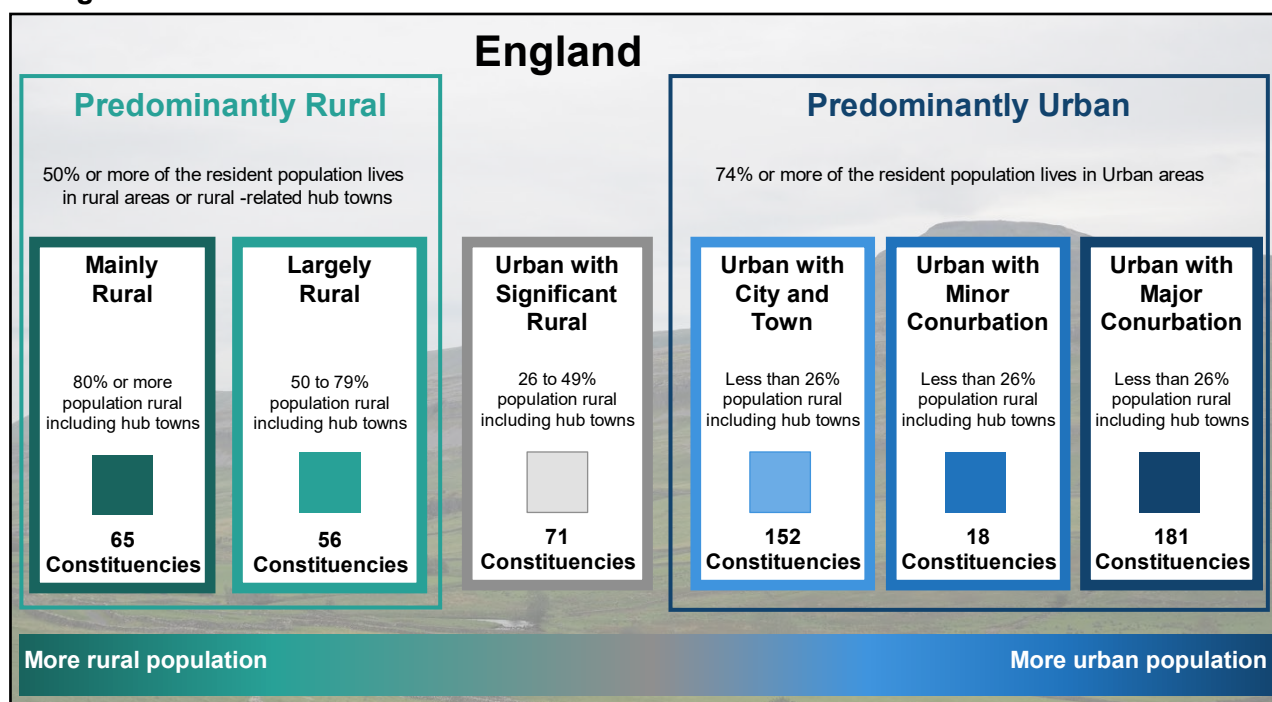 England
Predominantly Rural
50% or more of the resident population lives
in rural areas or rural -related hub towns
Mainly
Rural
80% or more
population rural
including hub towns
65
Constituencies
Largely
Rural
50 to 79%
population rural
including hub towns
56
Constituencies
Urban with
Significant
Rural
26 to 49%
population rural
including hub towns
71
Constituencies
Predominantly Urban
74% or more of the resident population lives in Urban areas
Urban with
City and
Town
Less than 26%
population rural
including hub towns
152
Constituencies
Urban with
Minor
Conurbation
Less than 26%
population rural
including hub towns
18
Constituencies
Urban with
Major
Conurbation
Less than 26%
population rural
including hub towns
181
Constituencies
More rural population
More urban population